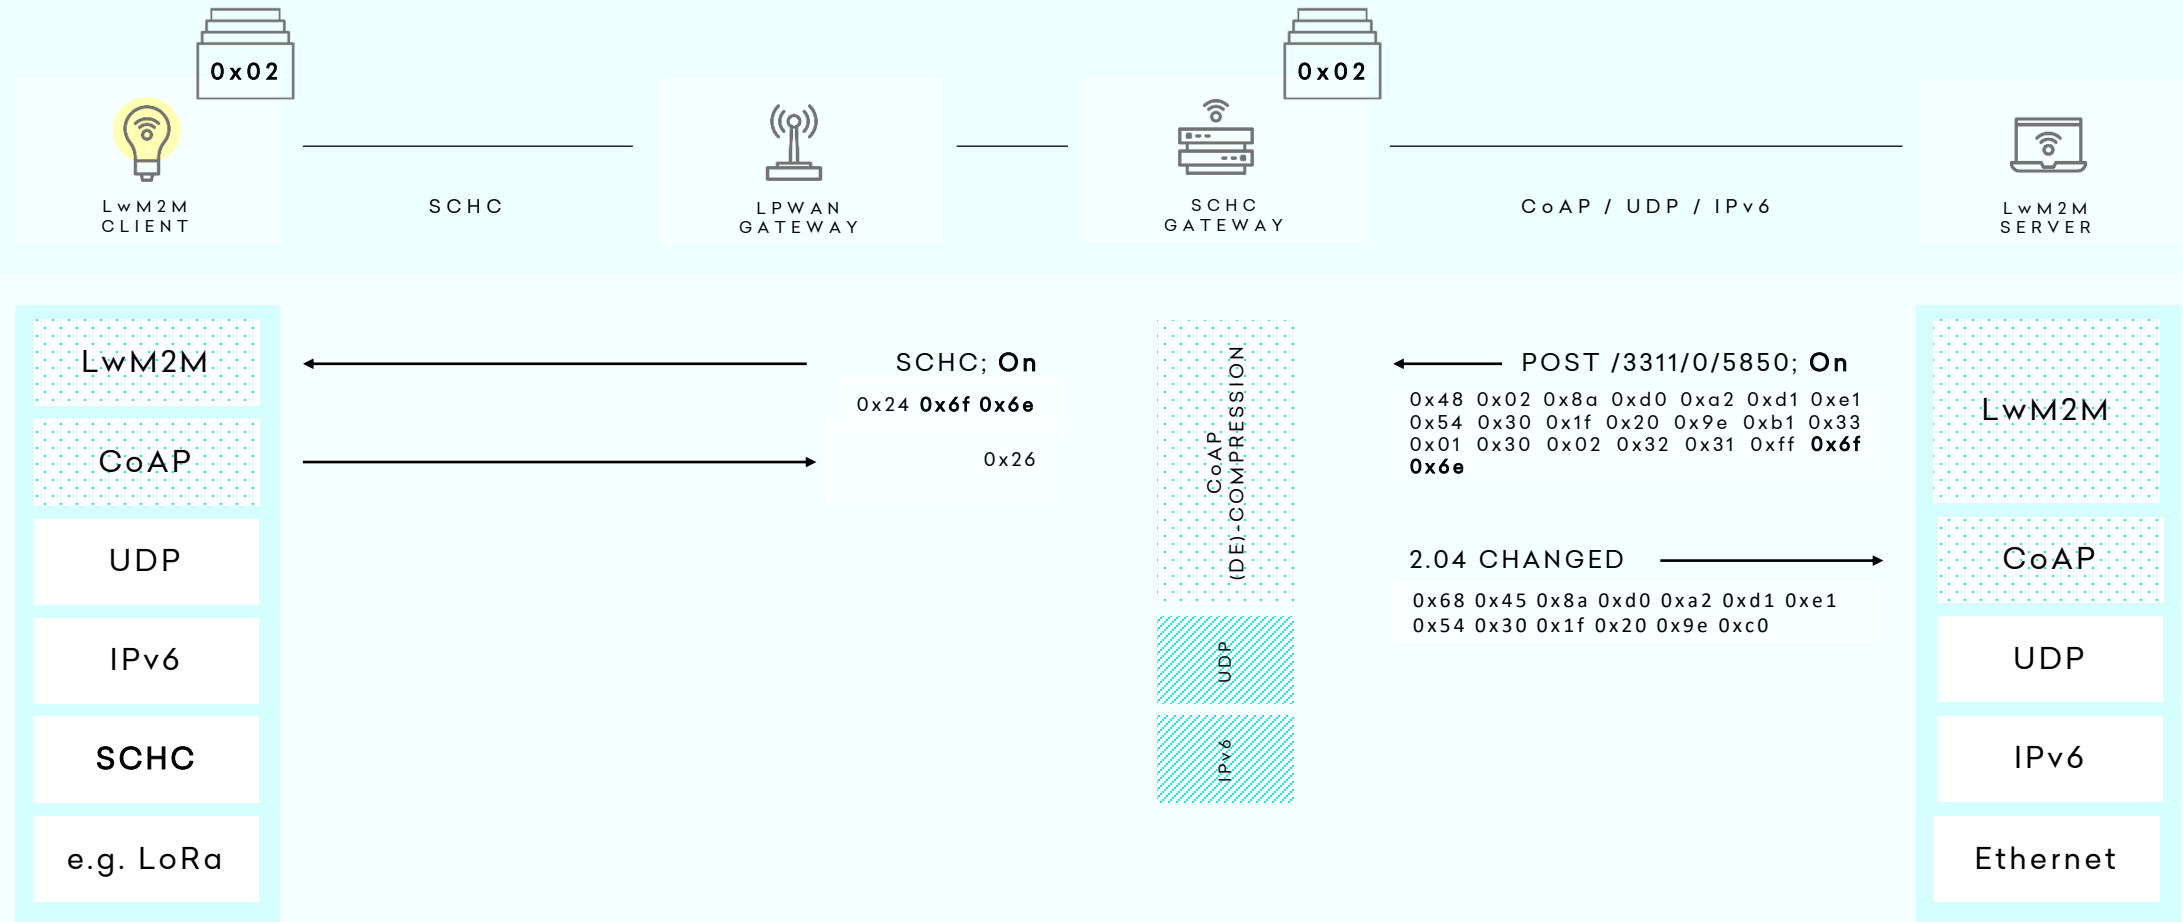 0x02
0x02
LwM2M
CLIENT
SCHC
LPWAN
GATEWAY
SCHC
GATEWAY
CoAP / UDP / IPv6
LwM2M
SERVER
LwM2M
CoAP
UDP
IPv6
SCHC
e.g. LoRa
SCHC; On
0x24 0x6f 0x6e
0x26
CoAP
(DE)-COMPRESSION
UDP
IPv6
POST /3311/0/5850; On
0x48 0x02 0x8a 0xd0 0xa2 0xd1 0xe1
0x54 0x30 0x1f 0x20 0x9e 0xb1 0x33
0x01 0x30 0x02 0x32 0x31 0xff 0x6f
0x6e
2.04 CHANGED
0x68 0x45 0x8a 0xd0 0xa2 0xd1 0xe1
0x54 0x30 0x1f 0x20 0x9e 0xc0
LwM2M
CoAP
UDP
IPv6
Ethernet